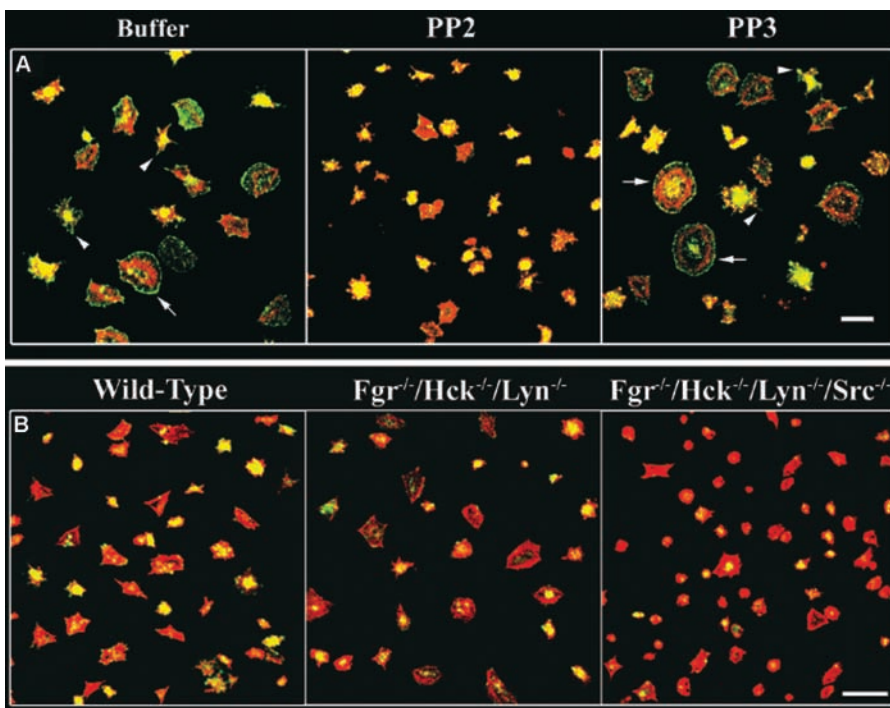 Buffer PP2 PP3
A
Wild-Type Fgr⁻/⁻/Hck⁻/⁻/Lyn⁻/⁻ Fgr⁻/⁻/Hck⁻/⁻/Lyn⁻/⁻/Src⁻/⁻
B